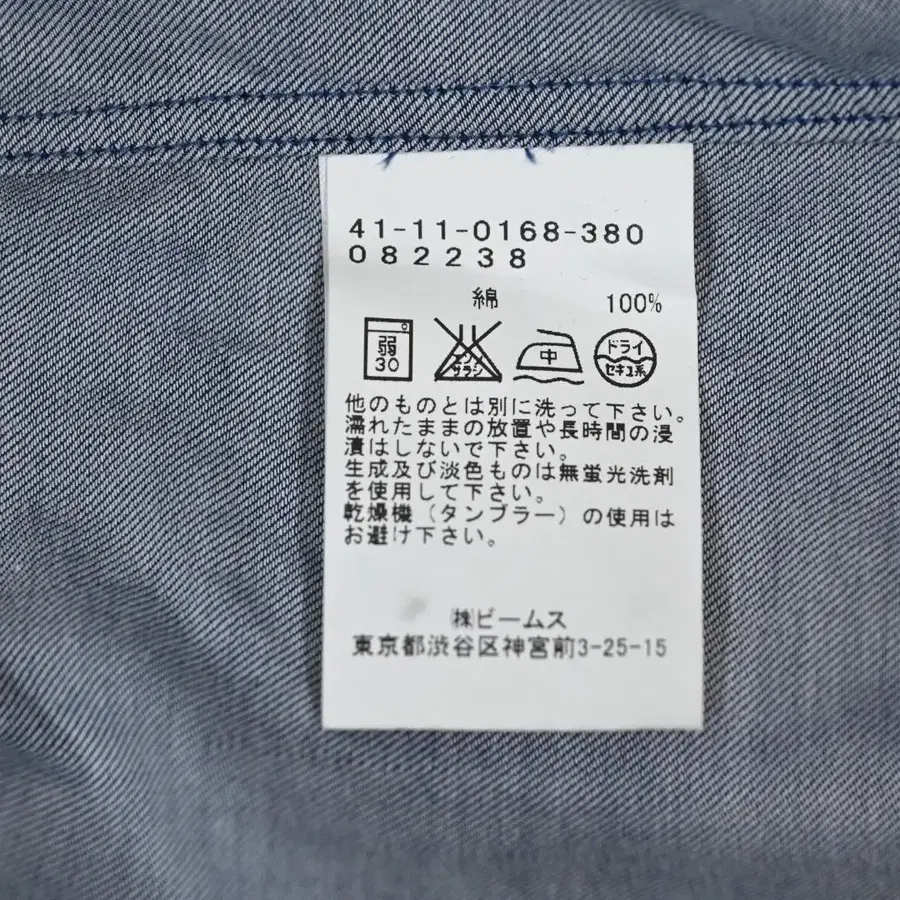 41-11-0168-380
082238
綿 100%
弱 30 エンソ サラシ 中 ドライ セキユ系
他のものとは別に洗って下さい。
濡れたままの放置や長時間の浸
漬はしないで下さい。
生成及び淡色ものは無蛍光洗剤
を使用して下さい。
乾燥機（タンブラー）の使用は
お避け下さい。
㈱ビームス
東京都渋谷区神宮前3-25-15